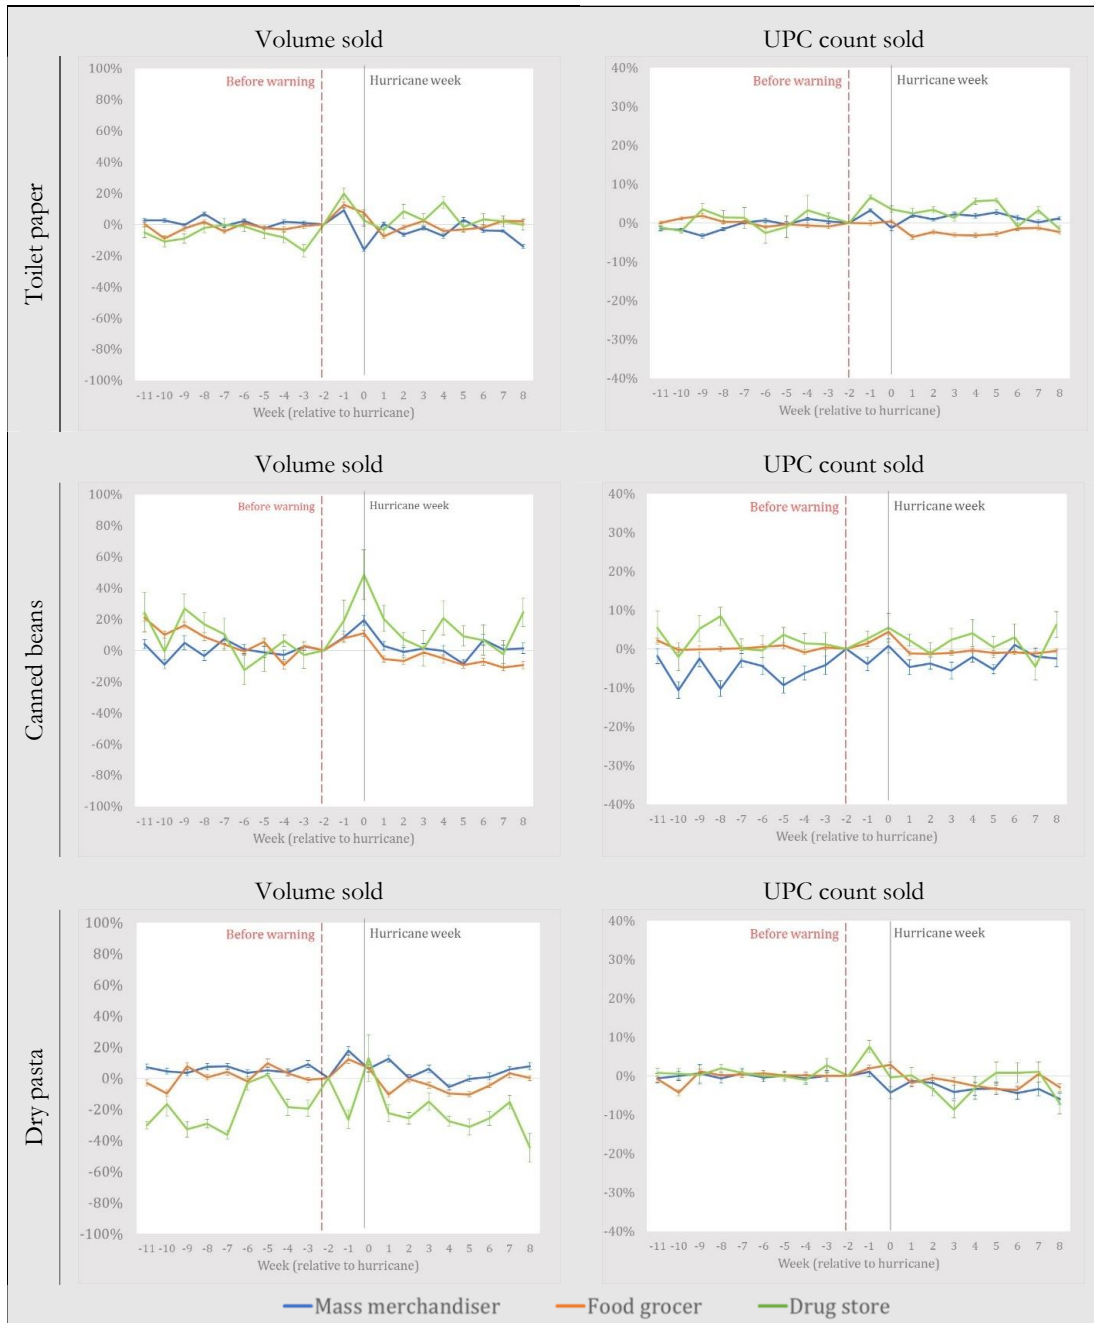 Volume sold
UPC count sold
Toilet paper
100%
80%
60%
40%
20%
0%
-20%
-40%
-60%
-80%
-100%
Before warning
Hurricane week
-11 -10 -9 -8 -7 -6 -5 -4 -3 -2 -1 0 1 2 3 4 5 6 7 8
Week (relative to hurricane)
40%
30%
20%
10%
0%
-10%
-20%
-30%
-40%
Before warning
Hurricane week
-11 -10 -9 -8 -7 -6 -5 -4 -3 -2 -1 0 1 2 3 4 5 6 7 8
Week (relative to hurricane)
Volume sold
UPC count sold
Canned beans
100%
80%
60%
40%
20%
0%
-20%
-40%
-60%
-80%
-100%
Before warning
Hurricane week
-11 -10 -9 -8 -7 -6 -5 -4 -3 -2 -1 0 1 2 3 4 5 6 7 8
Week (relative to hurricane)
40%
30%
20%
10%
0%
-10%
-20%
-30%
-40%
Before warning
Hurricane week
-11 -10 -9 -8 -7 -6 -5 -4 -3 -2 -1 0 1 2 3 4 5 6 7 8
Week (relative to hurricane)
Volume sold
UPC count sold
Dry pasta
100%
80%
60%
40%
20%
0%
-20%
-40%
-60%
-80%
-100%
Before warning
Hurricane week
-11 -10 -9 -8 -7 -6 -5 -4 -3 -2 -1 0 1 2 3 4 5 6 7 8
Week (relative to hurricane)
40%
30%
20%
10%
0%
-10%
-20%
-30%
-40%
Before warning
Hurricane week
-11 -10 -9 -8 -7 -6 -5 -4 -3 -2 -1 0 1 2 3 4 5 6 7 8
Week (relative to hurricane)
Mass merchandiser Food grocer Drug store